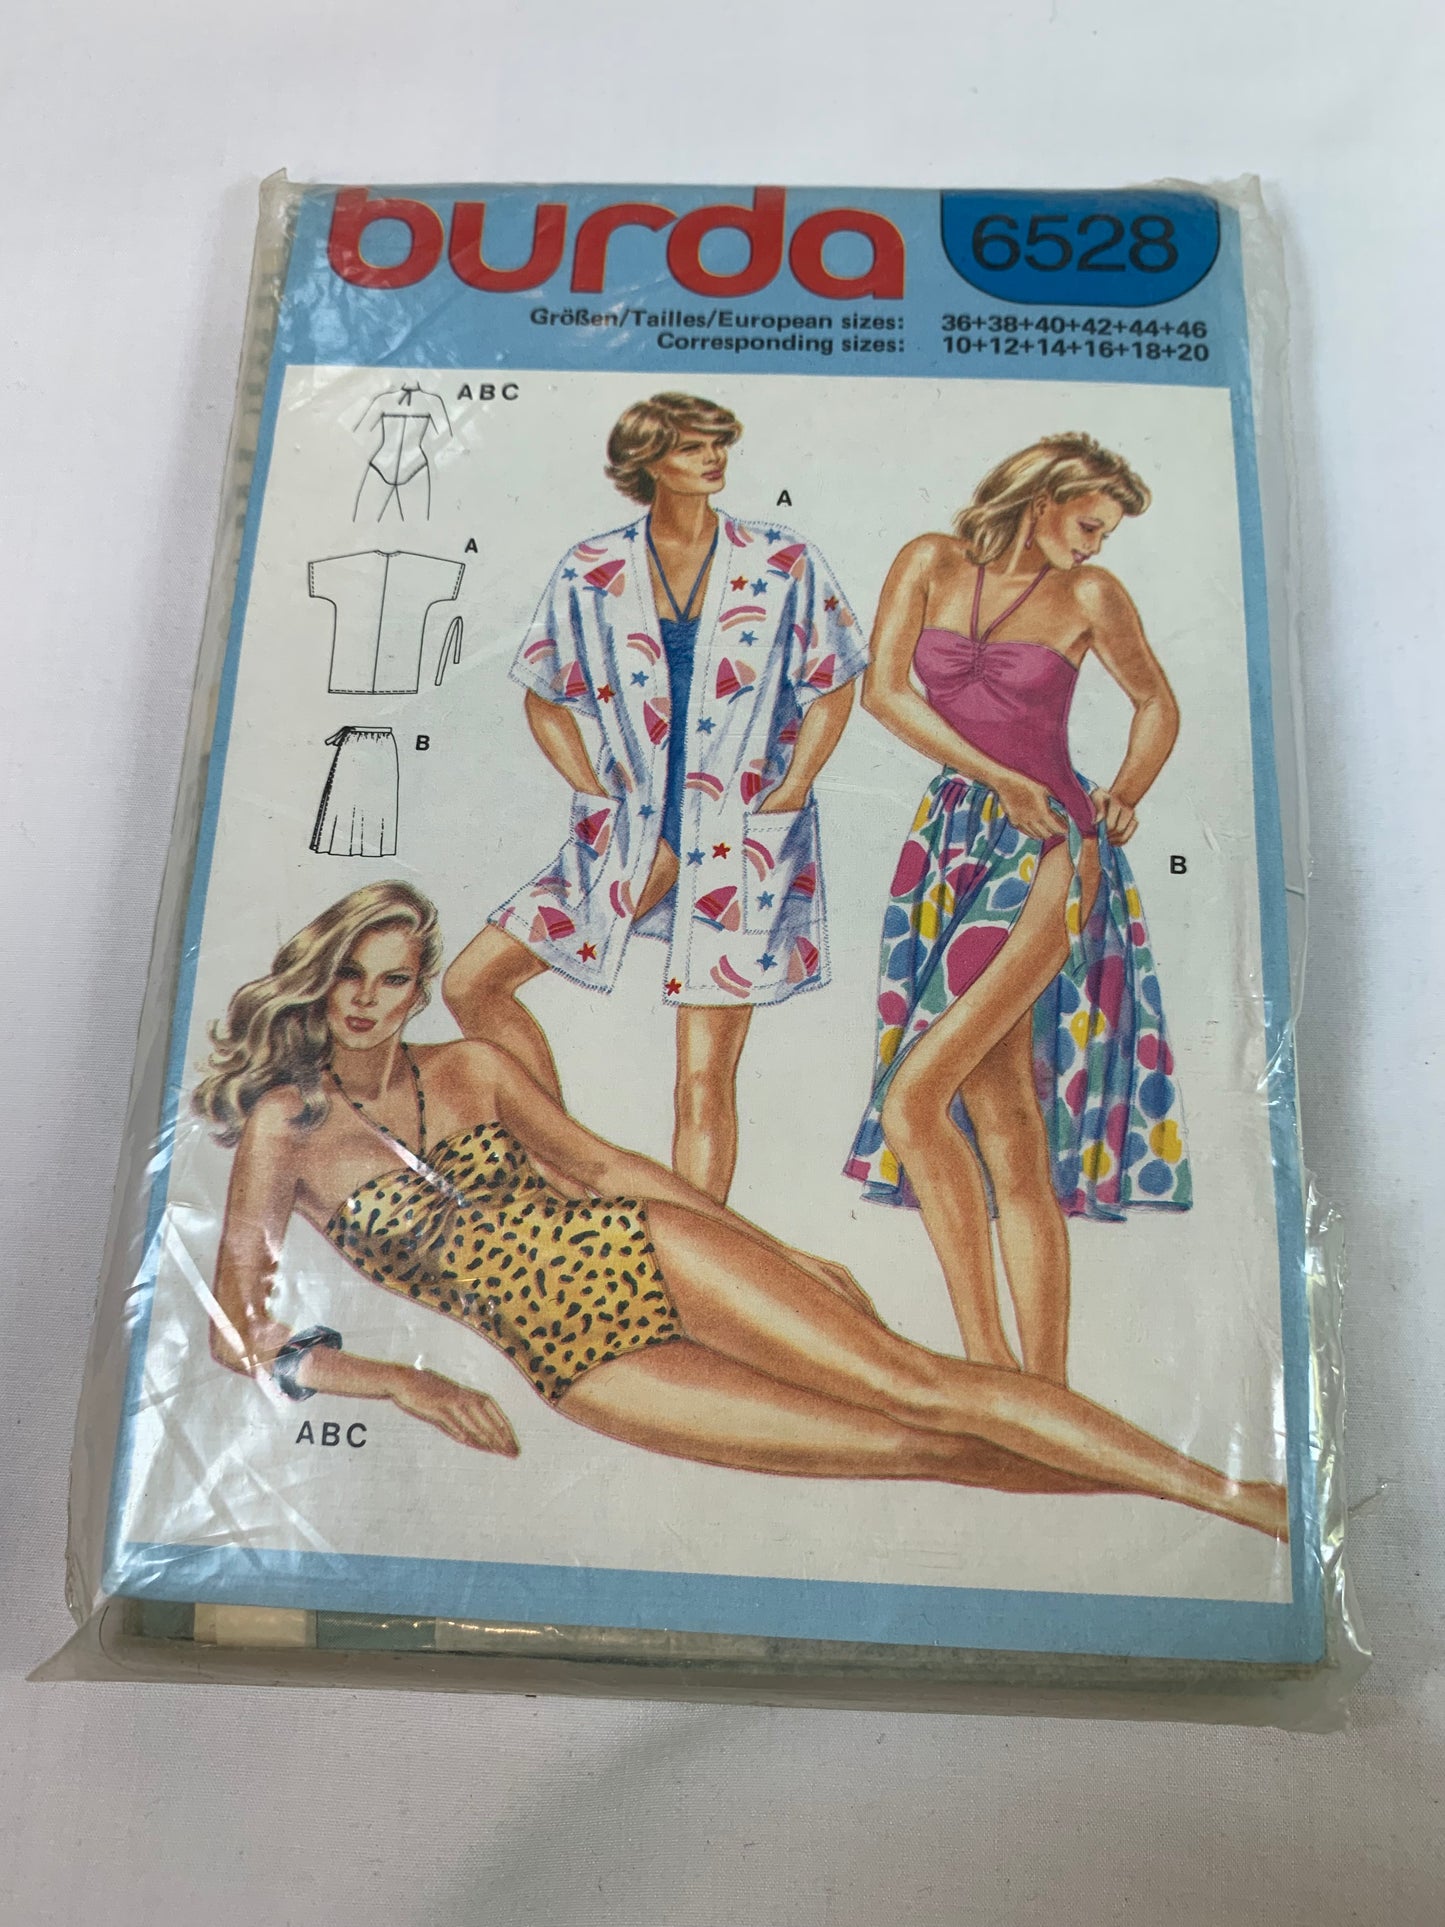 burda
6528
Größen/Tailles/European sizes: 36+38+40+42+44+46
Corresponding sizes: 10+12+14+16+18+20
ABC
A
A
B
B
ABC